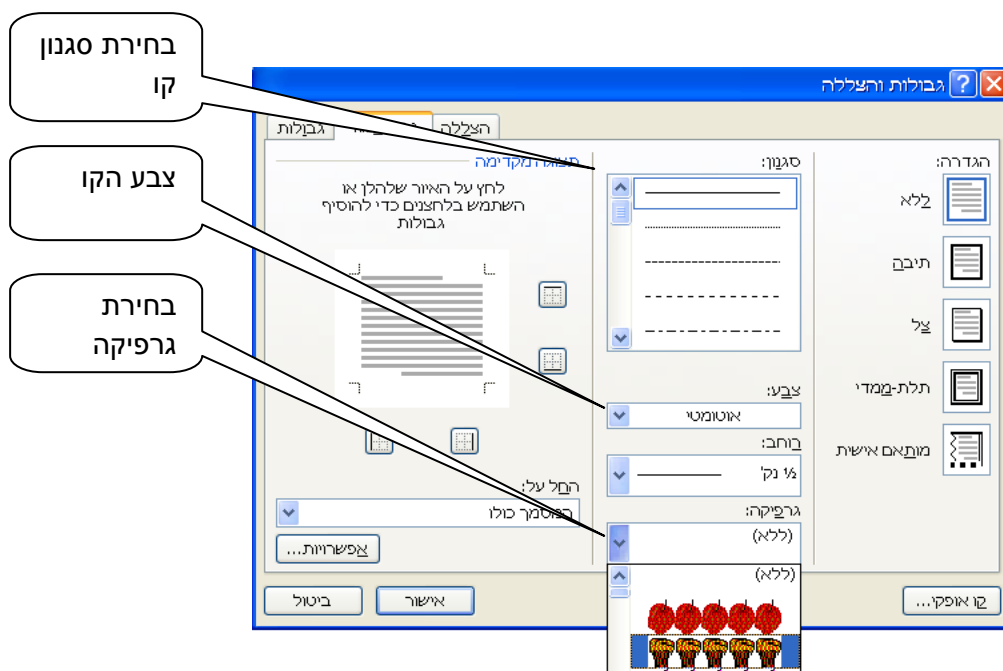 בחירת סגנון
קו
צבע הקו
בחירת
גרפיקה
גבולות והצללה
גבולות
הצללה
הגדרה:
ללא
תיבה
צל
תלת-ממדי
מותאם אישית
סגנון:
צבע:
אוטומטי
רוחב:
½ נק'
גרפיקה:
(ללא)
(ללא)
תצוגה מקדימה
לחץ על האיור שלהלן או
השתמש בלחצנים כדי להוסיף
גבולות
החל על:
המסמך כולו
אפשרויות...
קו אופקי...
אישור
ביטול